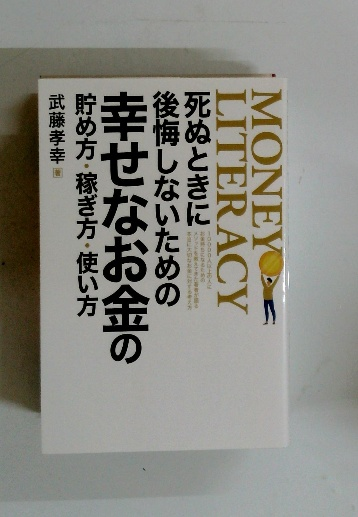 MONEY
LITERACY
死ぬときに
後悔しないための
幸せなお金の
貯め方・稼ぎ方・使い方
武藤孝幸 著